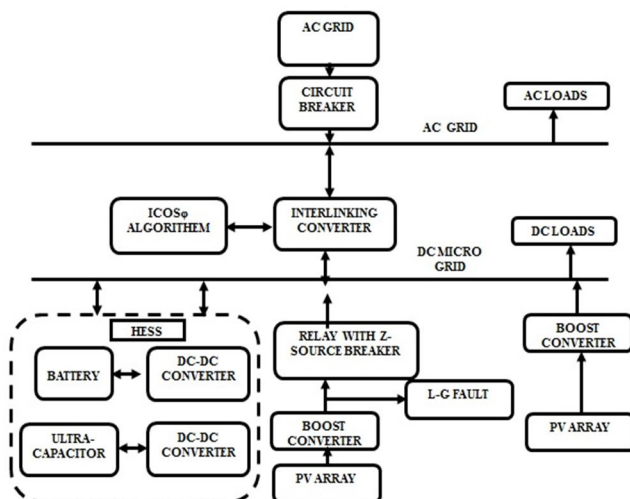 AC GRID
CIRCUIT
BREAKER
AC LOADS
AC GRID
ICOSφ
ALGORITHEM
INTERLINKING
CONVERTER
DC LOADS
DC MICRO
GRID
HESS
BATTERY
DC-DC
CONVERTER
ULTRA-
CAPACITOR
DC-DC
CONVERTER
RELAY WITH Z-
SOURCE BREAKER
L-G FAULT
BOOST
CONVERTER
PV ARRAY
BOOST
CONVERTER
PV ARRAY